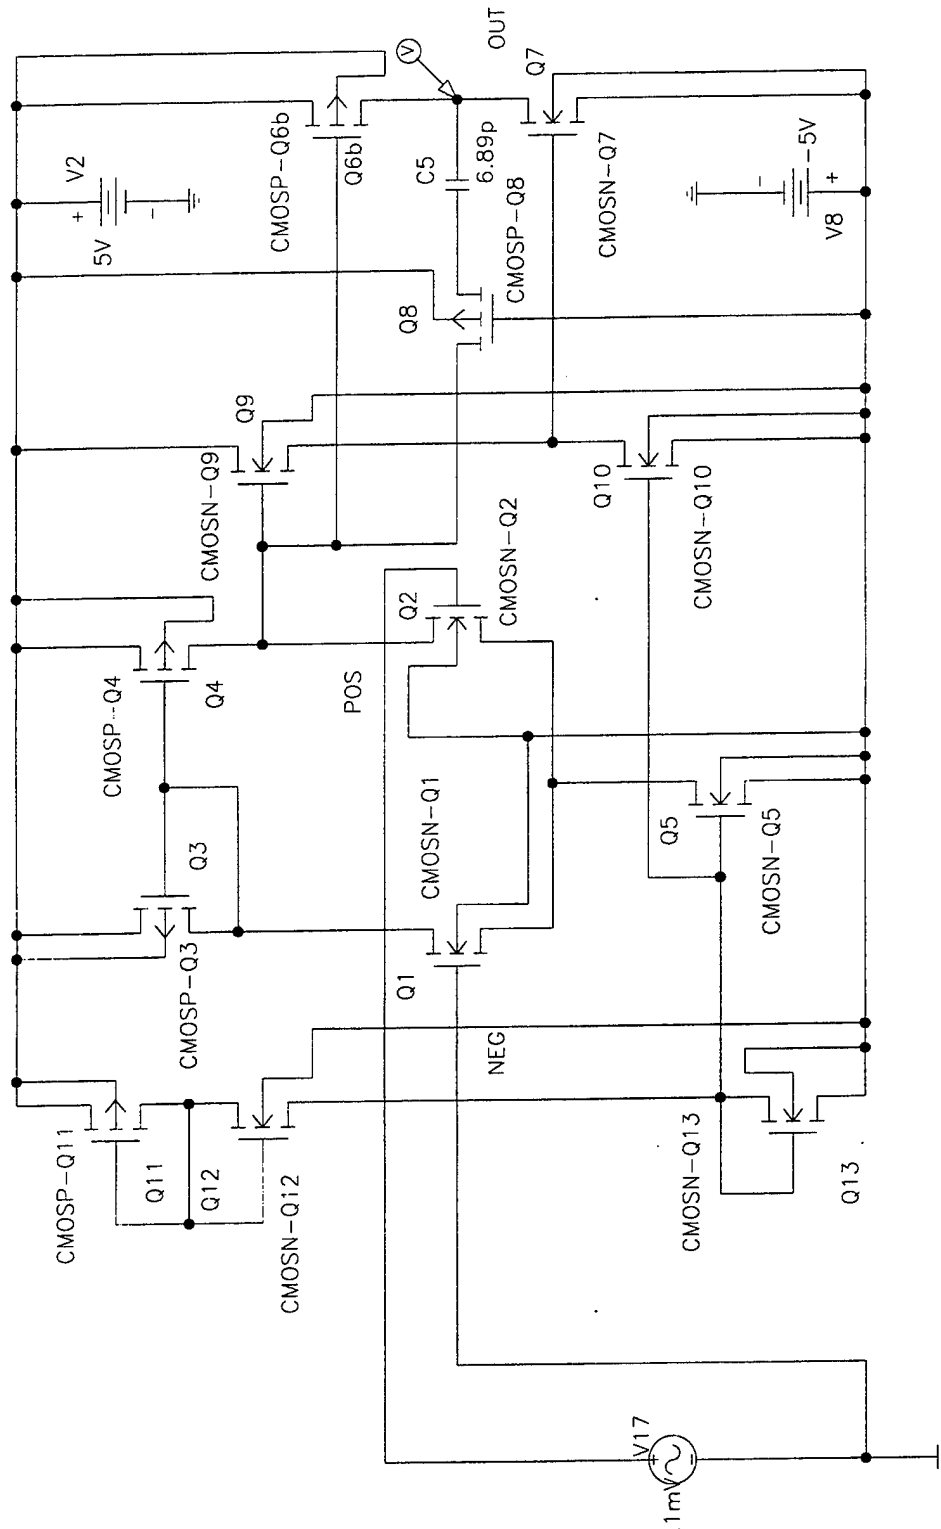 OUT
V
Q7
CMOSP-Q6b
Q6b
V2
+
-
5V
C5
6.89p
CMOSP-Q8
Q8
CMOSN-Q7
-
+
-5V
V8
Q9
CMOSN-Q9
CMOSN-Q2
Q2
Q10
CMOSN-Q10
CMOSP-Q4
Q4
POS
CMOSN-Q1
Q1
NEG
Q5
CMOSN-Q5
Q3
CMOSP-Q3
CMOSP-Q11
Q11
Q12
CMOSN-Q12
CMOSN-Q13
Q13
V17
+
-
1mV